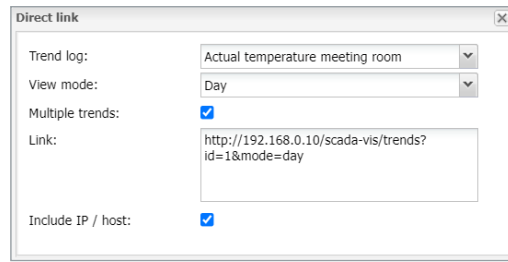 Direct link
Trend log: Actual temperature meeting room
View mode: Day
Multiple trends:
Link: http://192.168.0.10/scada-vis/trends?
id=1&mode=day
Include IP / host: